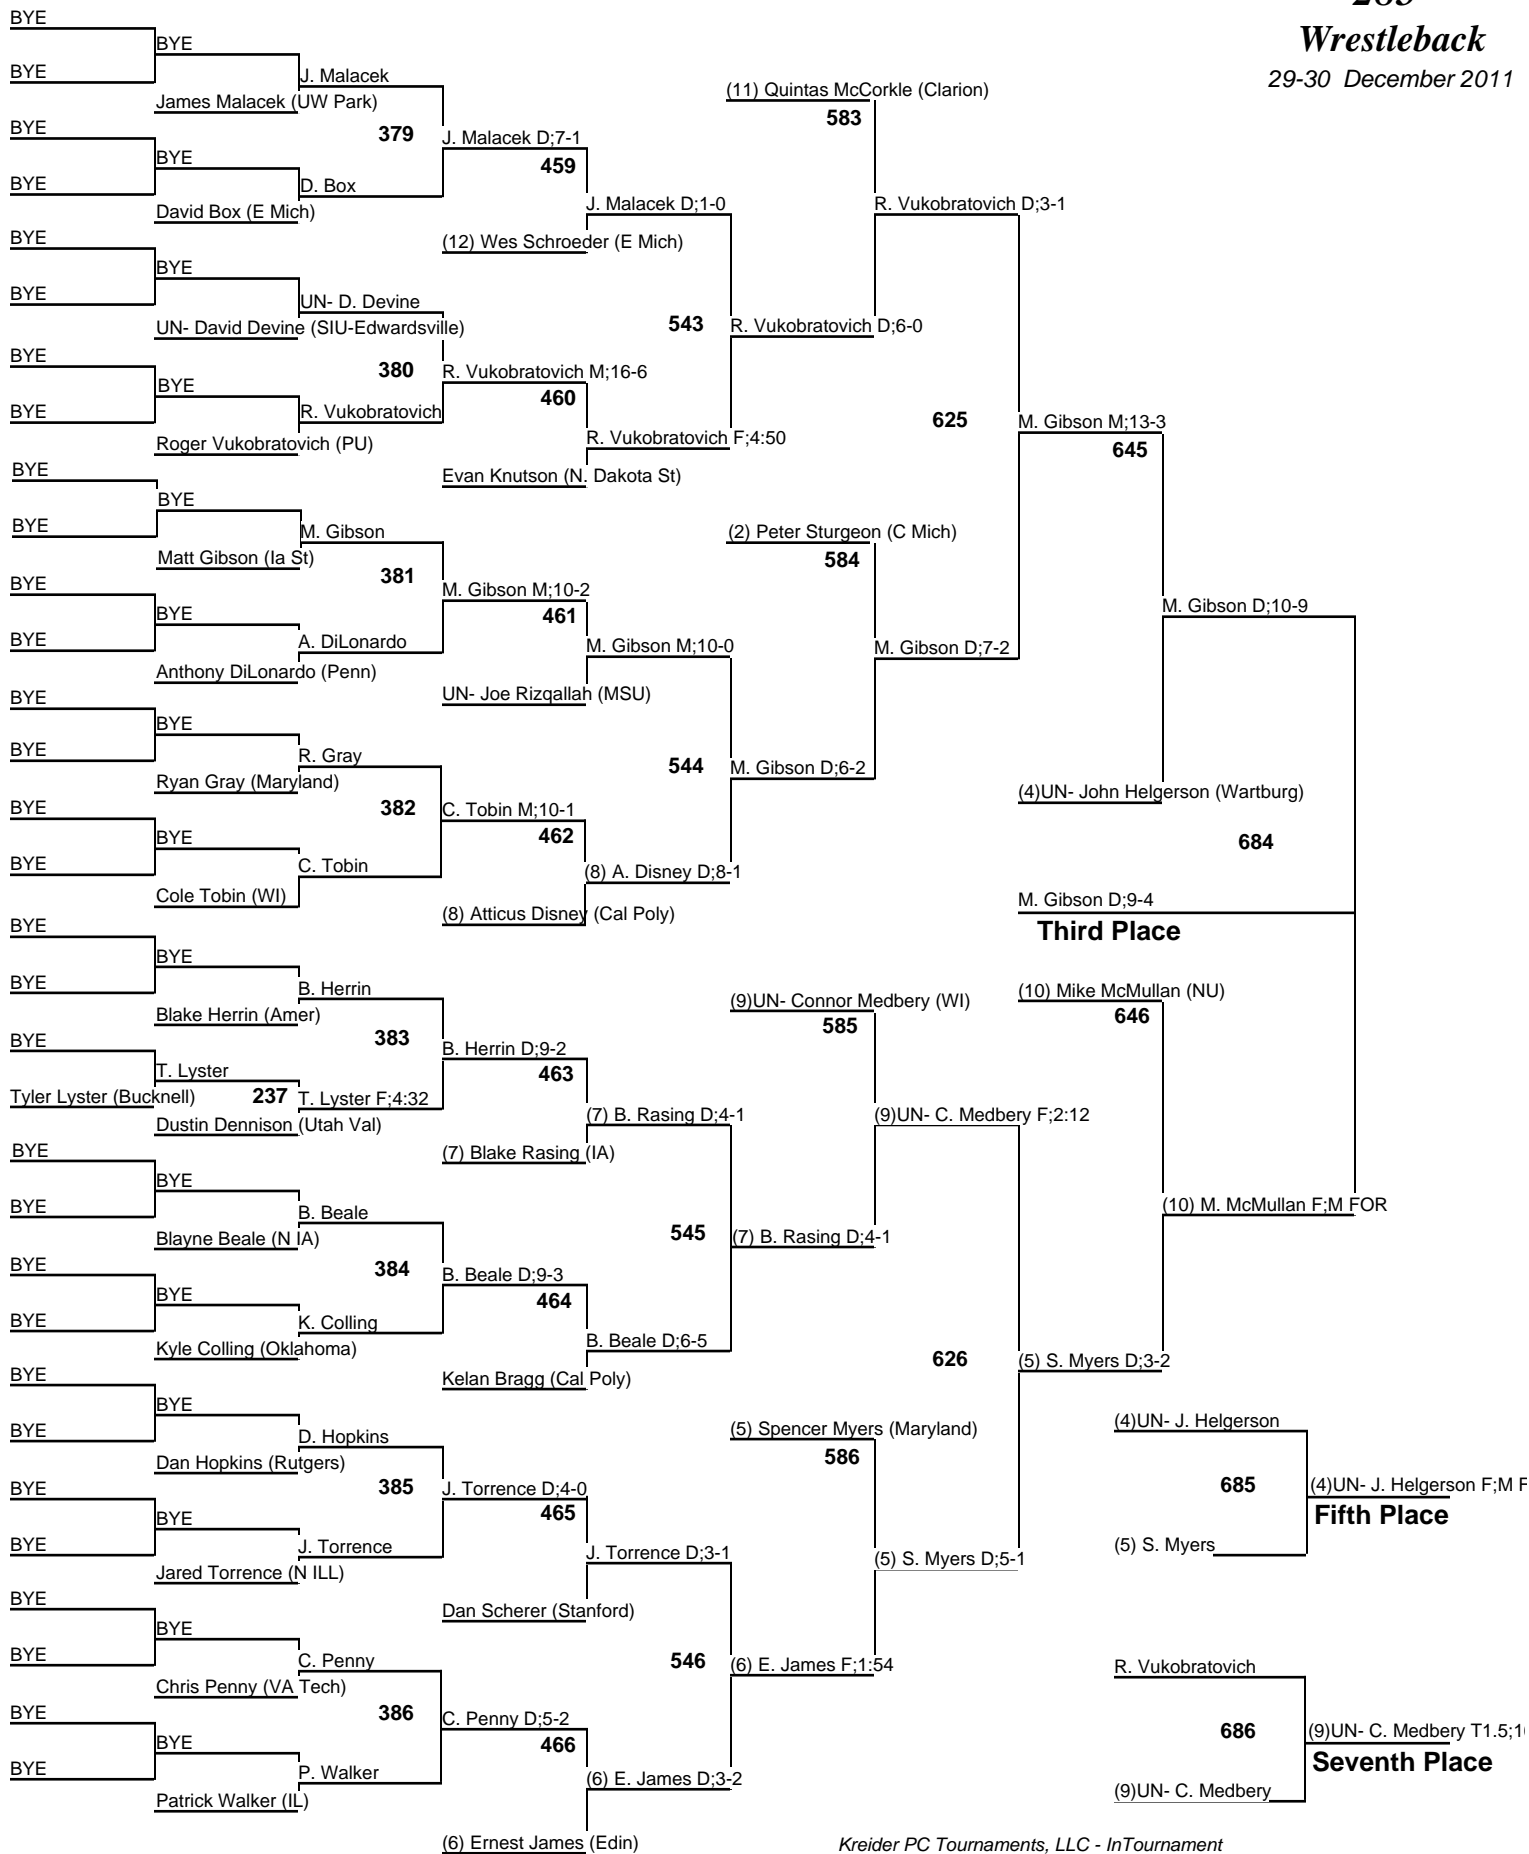 285
Wrestleback
29-30 December 2011
BYE
BYE
BYE
J. Malacek
James Malacek (UW Park)
379
BYE
BYE
BYE
D. Box
David Box (E Mich)
J. Malacek D;7-1
459
J. Malacek D;1-0
(12) Wes Schroeder (E Mich)
BYE
BYE
BYE
UN- D. Devine
UN- David Devine (SIU-Edwardsville)
380
BYE
BYE
BYE
R. Vukobratovich
Roger Vukobratovich (PU)
R. Vukobratovich M;16-6
460
R. Vukobratovich F;4:50
Evan Knutson (N. Dakota St)
543
R. Vukobratovich D;6-0
(11) Quintas McCorkle (Clarion)
583
R. Vukobratovich D;3-1
BYE
BYE
BYE
M. Gibson
Matt Gibson (Ia St)
381
BYE
BYE
BYE
A. DiLonardo
Anthony DiLonardo (Penn)
M. Gibson M;10-2
461
M. Gibson M;10-0
UN- Joe Rizqallah (MSU)
BYE
BYE
BYE
R. Gray
Ryan Gray (Maryland)
382
BYE
BYE
BYE
C. Tobin
Cole Tobin (WI)
C. Tobin M;10-1
462
(8) A. Disney D;8-1
(8) Atticus Disney (Cal Poly)
544
M. Gibson D;6-2
(2) Peter Sturgeon (C Mich)
584
M. Gibson D;7-2
625
M. Gibson M;13-3
645
M. Gibson D;10-9
(4)UN- John Helgerson (Wartburg)
684
M. Gibson D;9-4
Third Place
BYE
BYE
BYE
B. Herrin
Blake Herrin (Amer)
383
BYE
T. Lyster
Tyler Lyster (Bucknell)
237
T. Lyster F;4:32
Dustin Dennison (Utah Val)
B. Herrin D;9-2
463
(7) B. Rasing D;4-1
(7) Blake Rasing (IA)
BYE
BYE
BYE
B. Beale
Blayne Beale (N IA)
384
BYE
BYE
BYE
K. Colling
Kyle Colling (Oklahoma)
B. Beale D;9-3
464
B. Beale D;6-5
Kelan Bragg (Cal Poly)
545
(7) B. Rasing D;4-1
(9)UN- Connor Medbery (WI)
585
(9)UN- C. Medbery F;2:12
BYE
BYE
BYE
D. Hopkins
Dan Hopkins (Rutgers)
385
BYE
BYE
BYE
J. Torrence
Jared Torrence (N ILL)
J. Torrence D;4-0
465
J. Torrence D;3-1
Dan Scherer (Stanford)
BYE
BYE
BYE
C. Penny
Chris Penny (VA Tech)
386
BYE
BYE
BYE
P. Walker
Patrick Walker (IL)
C. Penny D;5-2
466
(6) E. James D;3-2
(6) Ernest James (Edin)
546
(6) E. James F;1:54
(5) Spencer Myers (Maryland)
586
(5) S. Myers D;5-1
626
(5) S. Myers D;3-2
(10) Mike McMullan (NU)
646
(10) M. McMullan F;M FOR
(4)UN- J. Helgerson
685
(5) S. Myers
(4)UN- J. Helgerson F;M F
Fifth Place
R. Vukobratovich
686
(9)UN- C. Medbery
(9)UN- C. Medbery T1.5;1
Seventh Place
Kreider PC Tournaments, LLC - InTournament